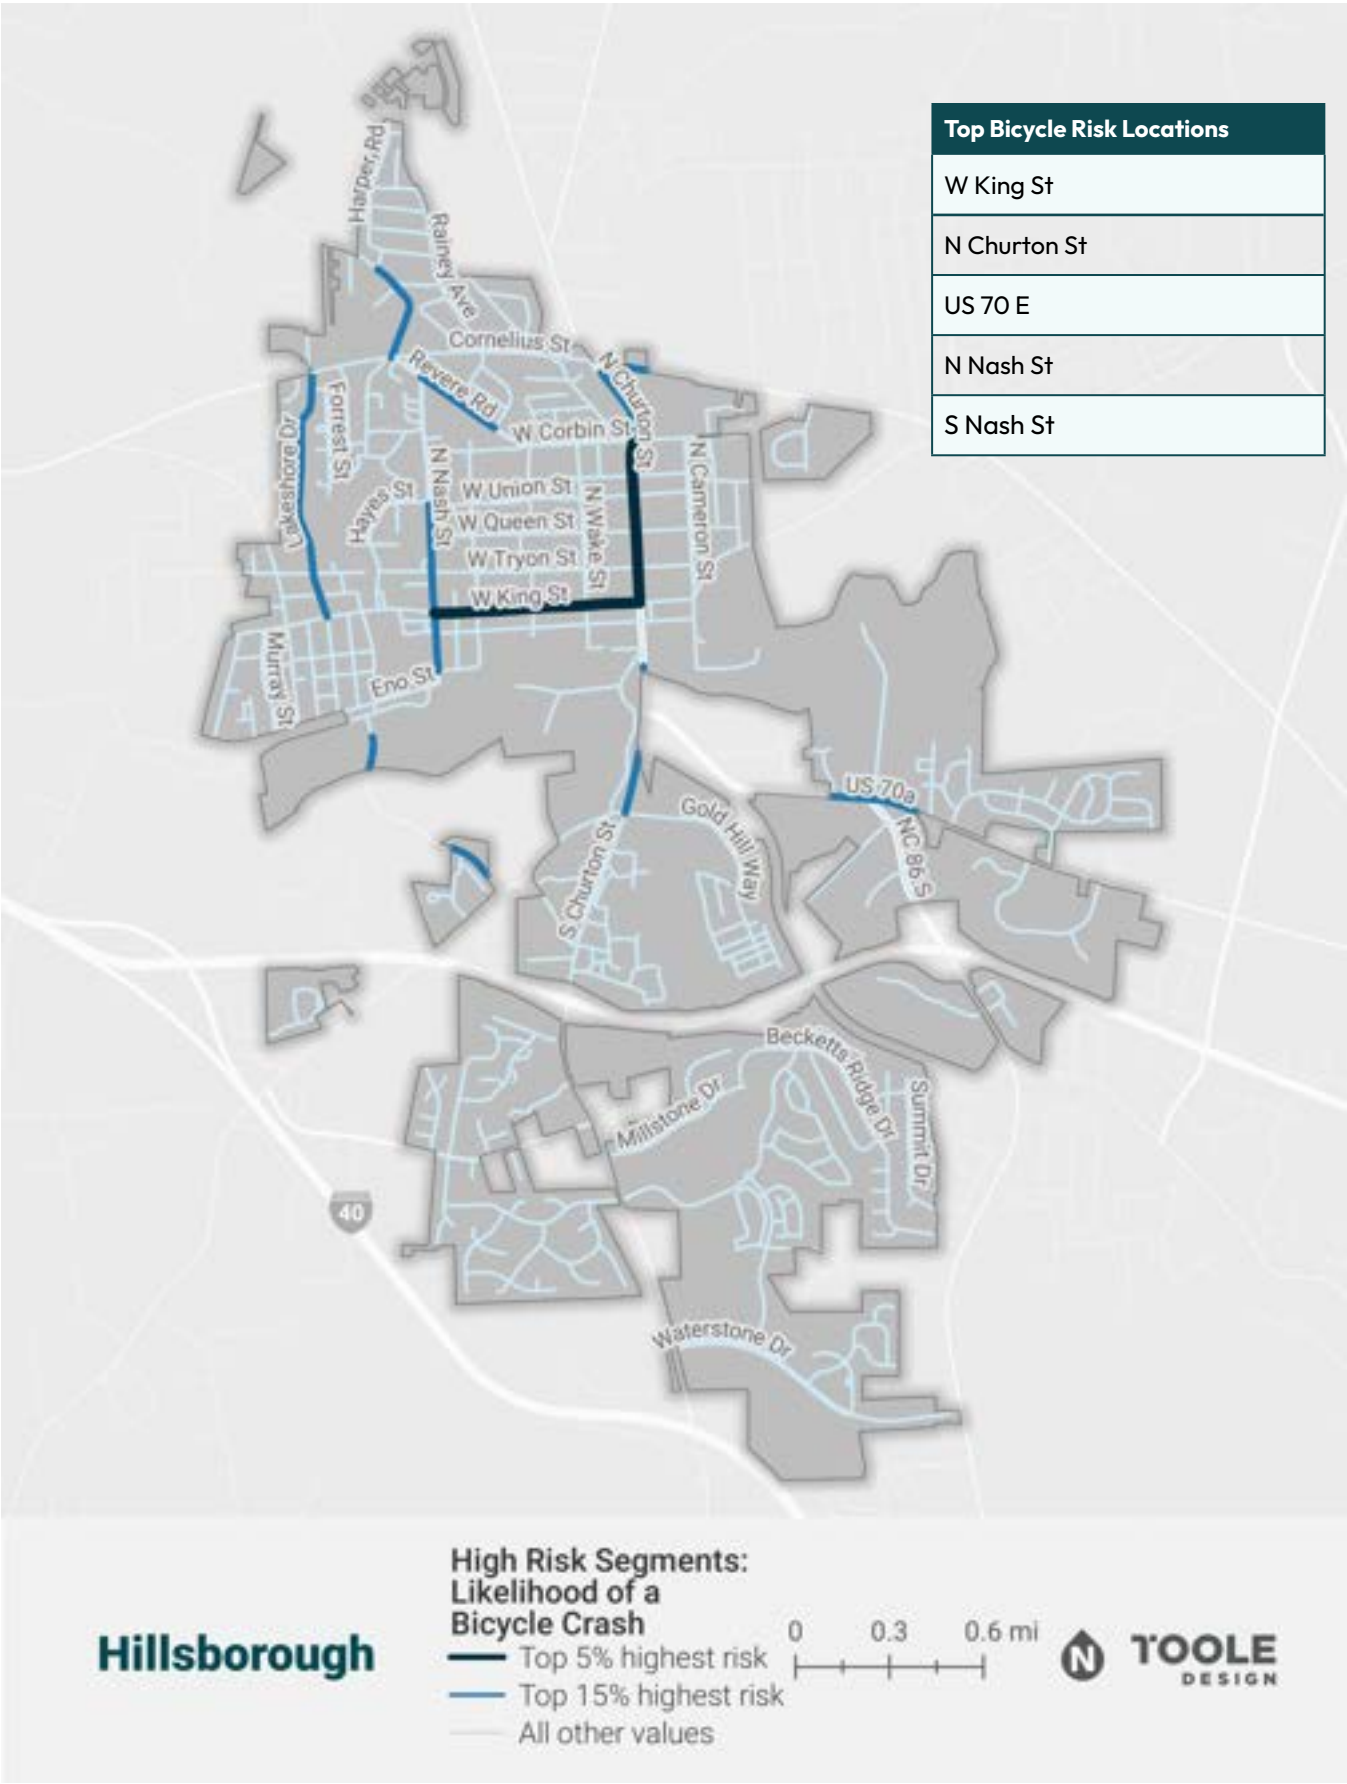 Top Bicycle Risk Locations
W King St
N Churton St
US 70 E
N Nash St
S Nash St
Harper Rd
Rainey Ave
Cornelius St
N Churton St
Revere Rd
W Corbin St
Forrest St
Lakeshore Dr
N Nash St
Hayes St
W Union St
W Queen St
W Tryon St
W King St
N Wake St
N Cameron St
Murray St
Eno St
US 70a
NC 86 S
Gold Hill Way
S Churton St
Becketts Ridge Dr
Millstone Dr
Summit Dr
40
Waterstone Dr
Hillsborough
High Risk Segments:
Likelihood of a
Bicycle Crash
Top 5% highest risk
Top 15% highest risk
All other values
0 0.3 0.6 mi
N
TOOLE
DESIGN